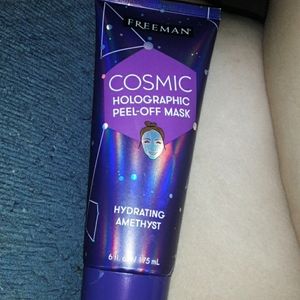 FREEMAN
COSMIC
HOLOGRAPHIC
PEEL-OFF MASK
HYDRATING
AMETHYST
6 fl. oz. / 175 mL